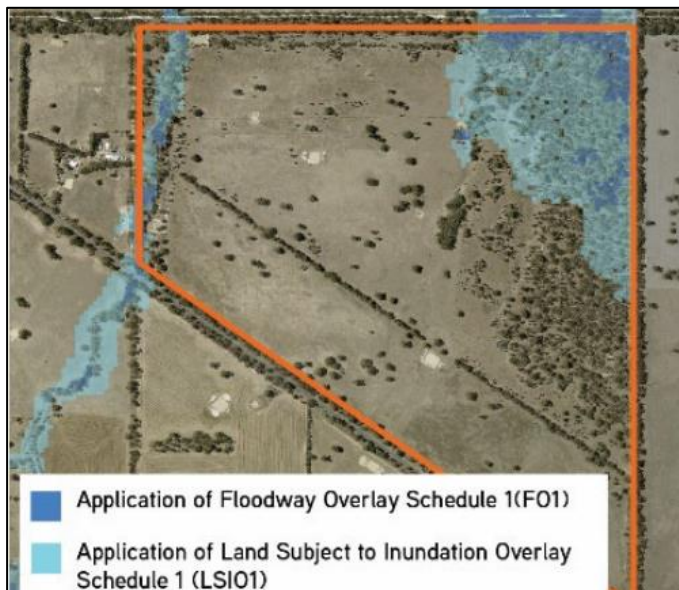 Application of Floodway Overlay Schedule 1(FO1)
Application of Land Subject to Inundation Overlay
Schedule 1 (LSIO1)